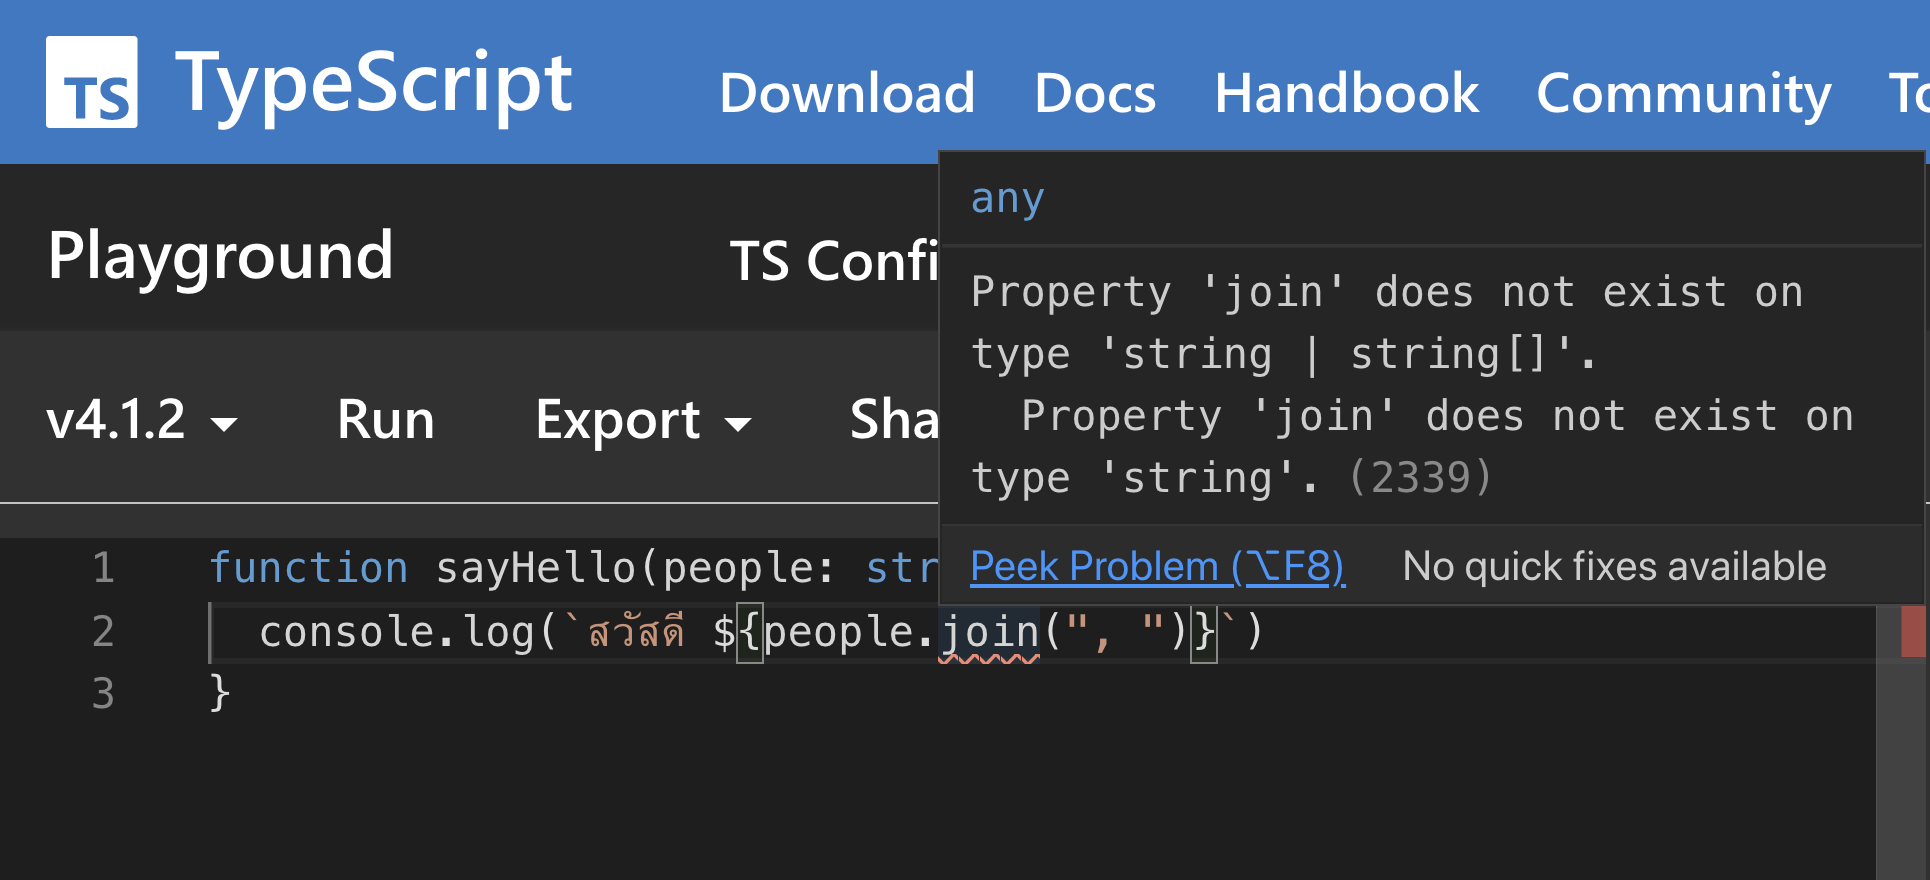 TS TypeScript Download Docs Handbook Community To
any
Playground TS Confi
Property 'join' does not exist on
type 'string | string[]'.
Property 'join' does not exist on
type 'string'. (2339)
v4.1.2 Run Export Sha
Peek Problem (⌥F8) No quick fixes available
1 function sayHello(people: str
2 console.log(`สวัสดี ${people.join(", ")}`)
3 }